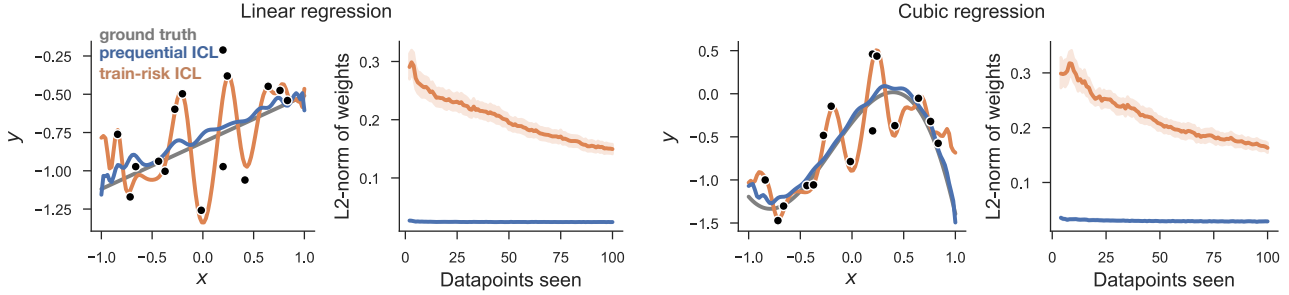 Linear regression
ground truth
prequential ICL
train-risk ICL
y
−0.25
−0.50
−0.75
−1.00
−1.25
−1.0 −0.5 0.0 0.5 1.0
x
L2-norm of weights
0.3
0.2
0.1
0 25 50 75 100
Datapoints seen
Cubic regression
y
0.5
0.0
−0.5
−1.0
−1.5
−1.0 −0.5 0.0 0.5 1.0
x
L2-norm of weights
0.3
0.2
0.1
0 25 50 75 100
Datapoints seen